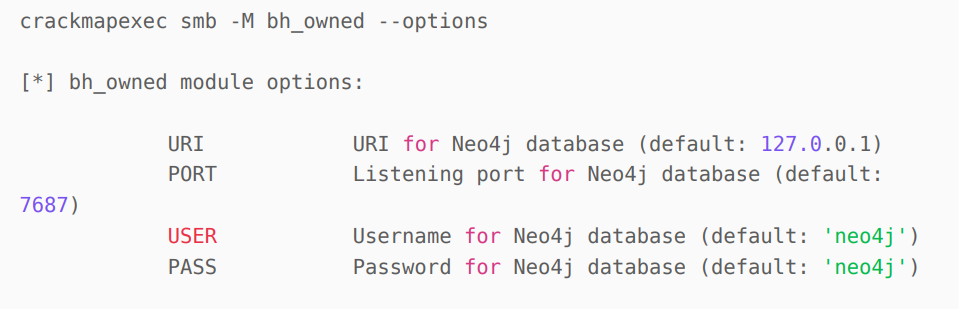 crackmapexec smb -M bh_owned --options
[*] bh_owned module options:
URI URI for Neo4j database (default: 127.0.0.1)
PORT Listening port for Neo4j database (default:
7687)
USER Username for Neo4j database (default: 'neo4j')
PASS Password for Neo4j database (default: 'neo4j')